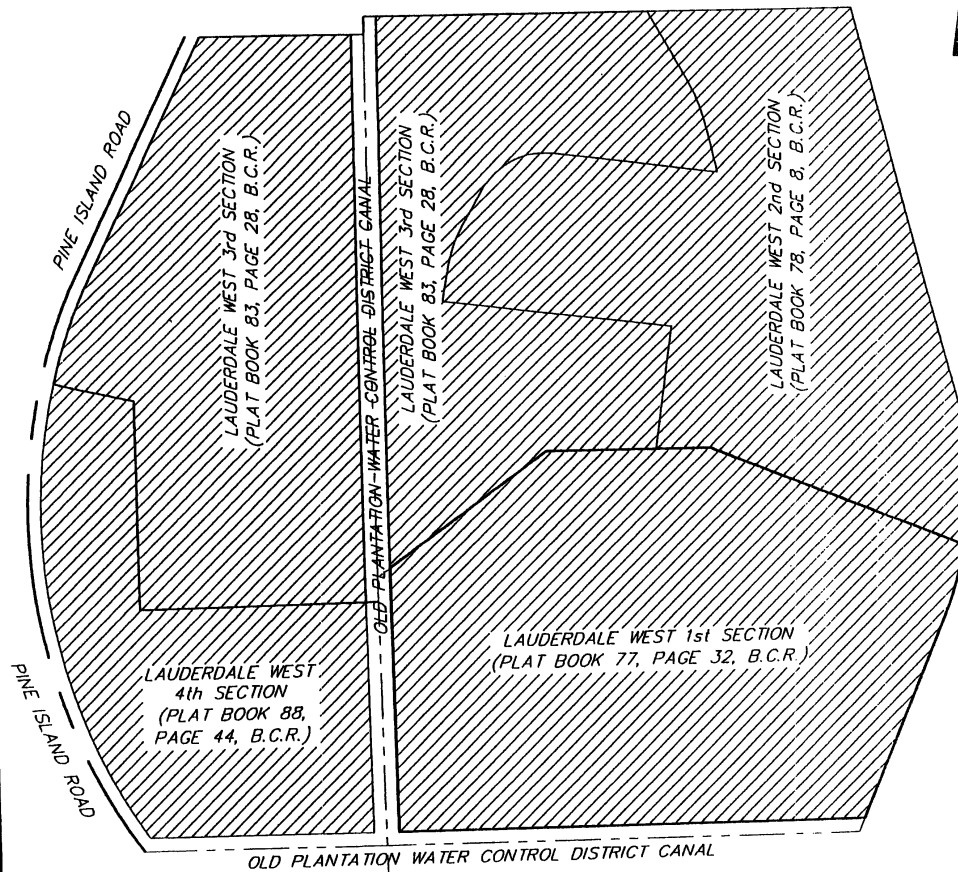 PINE ISLAND ROAD
LAUDERDALE WEST 3rd SECTION
(PLAT BOOK 83, PAGE 28, B.C.R.)
OLD PLANTATION WATER CONTROL DISTRICT CANAL
LAUDERDALE WEST 3rd SECTION
(PLAT BOOK 83, PAGE 28, B.C.R.)
LAUDERDALE WEST 2nd SECTION
(PLAT BOOK 78, PAGE 8, B.C.R.)
LAUDERDALE WEST 1st SECTION
(PLAT BOOK 77, PAGE 32, B.C.R.)
LAUDERDALE WEST
4th SECTION
(PLAT BOOK 88,
PAGE 44, B.C.R.)
PINE ISLAND ROAD
OLD PLANTATION WATER CONTROL DISTRICT CANAL